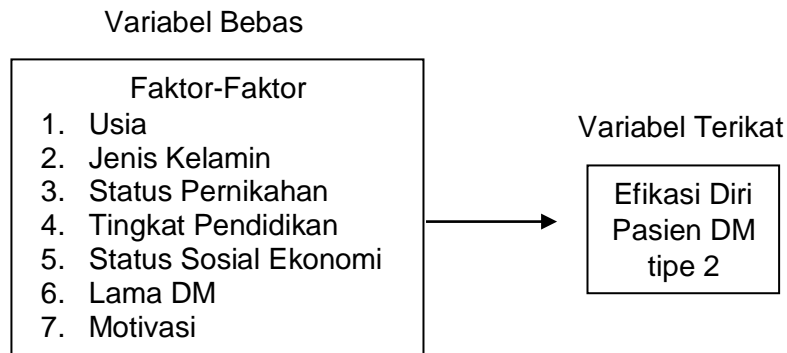 Variabel Bebas
Faktor-Faktor
1. Usia
2. Jenis Kelamin
3. Status Pernikahan
4. Tingkat Pendidikan
5. Status Sosial Ekonomi
6. Lama DM
7. Motivasi
Variabel Terikat
Efikasi Diri
Pasien DM
tipe 2